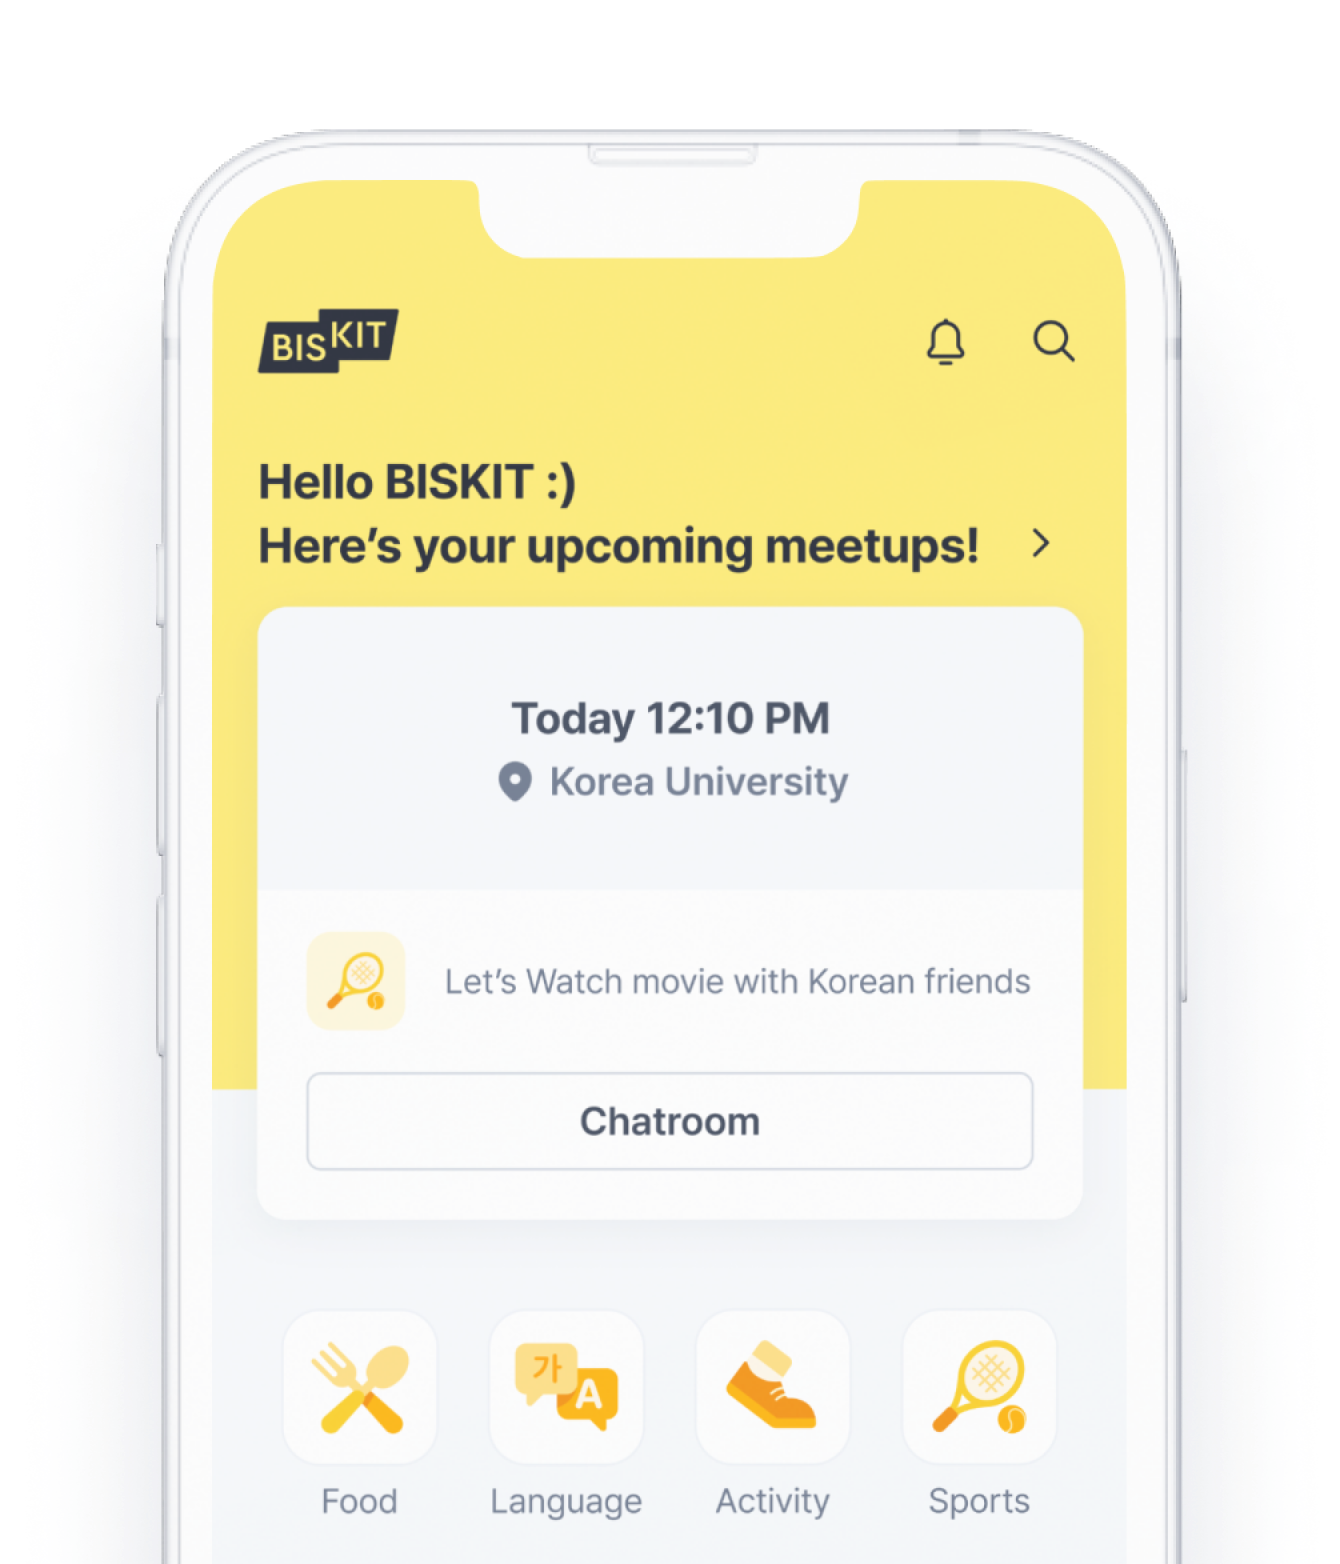 BISKIT
Hello BISKIT :)
Here’s your upcoming meetups!
Today 12:10 PM
Korea University
Let’s Watch movie with Korean friends
Chatroom
가
A
Food
Language
Activity
Sports